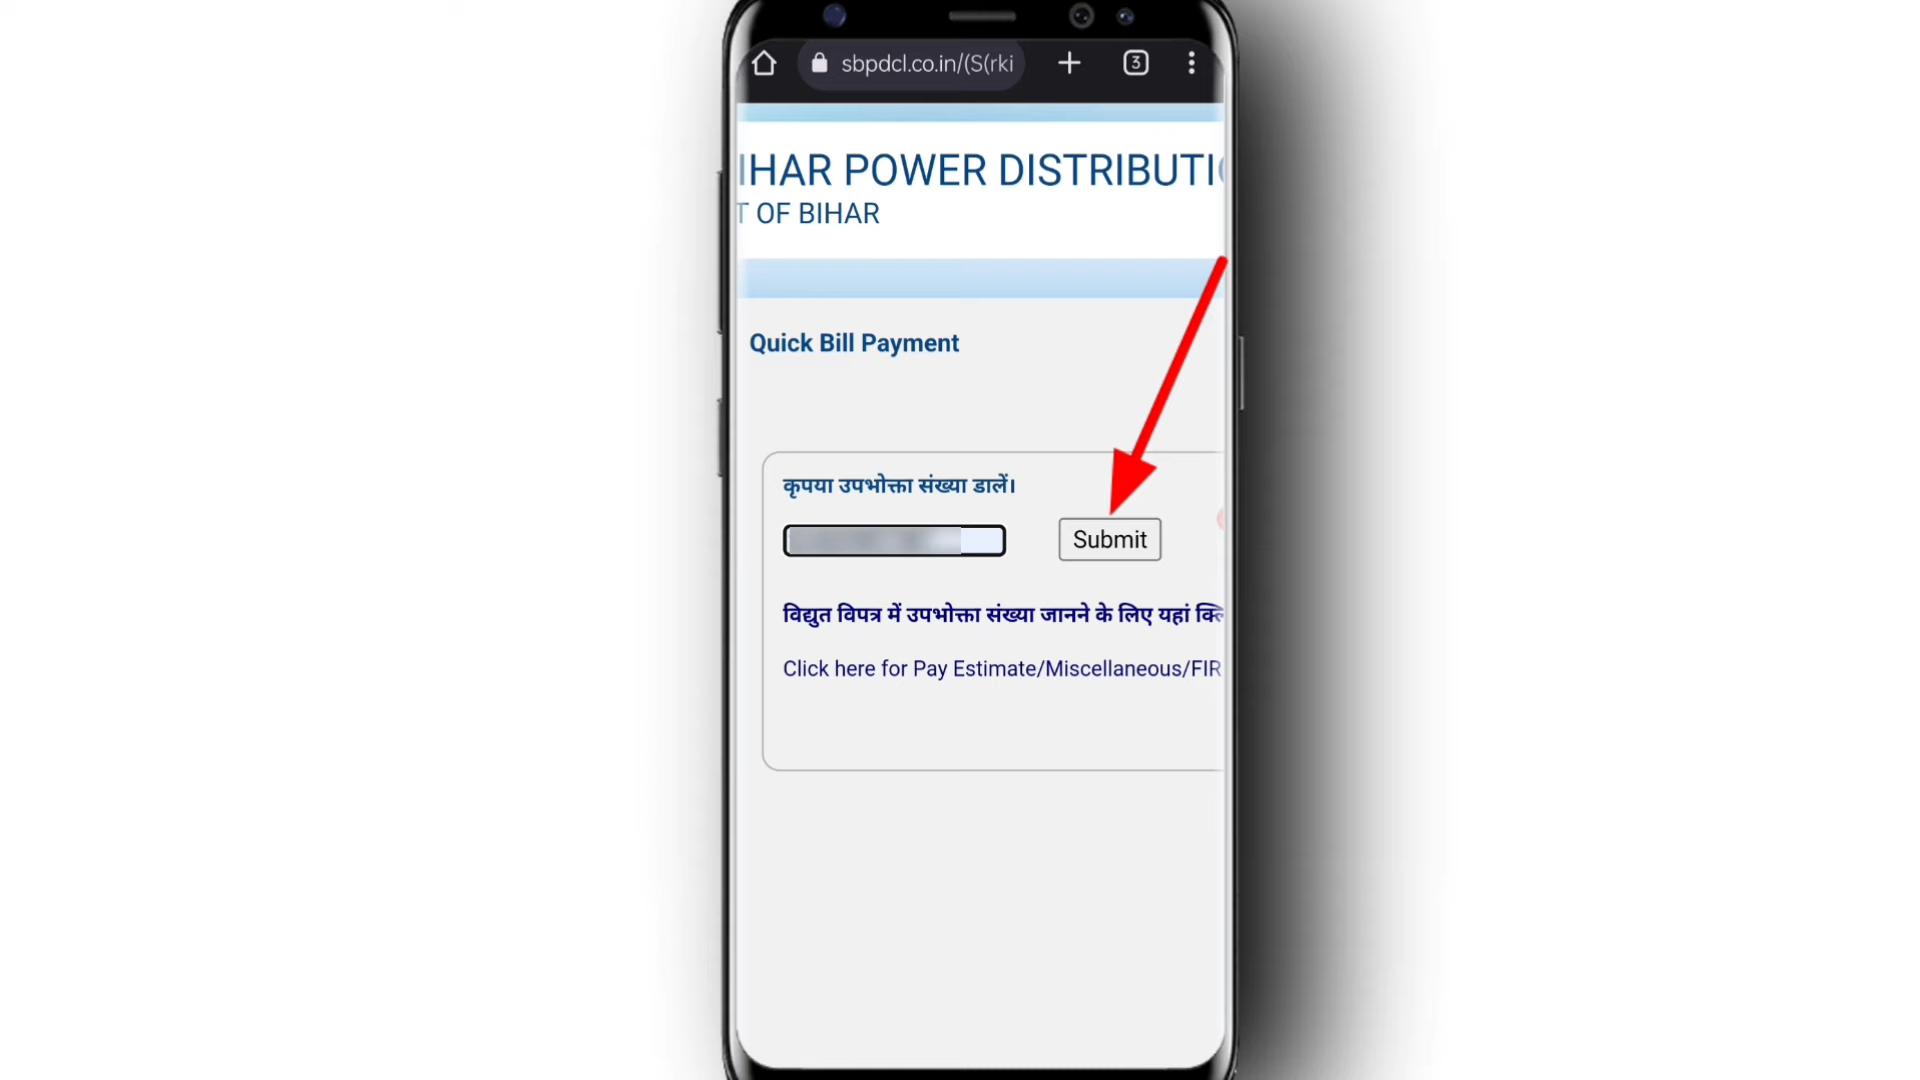 sbpdcl.co.in/(S(rki
3
IHAR POWER DISTRIBUTI
T OF BIHAR
Quick Bill Payment
कृपया उपभोक्ता संख्या डालें।
Submit
विद्युत विपत्र में उपभोक्ता संख्या जानने के लिए यहां क्लि
Click here for Pay Estimate/Miscellaneous/FIR